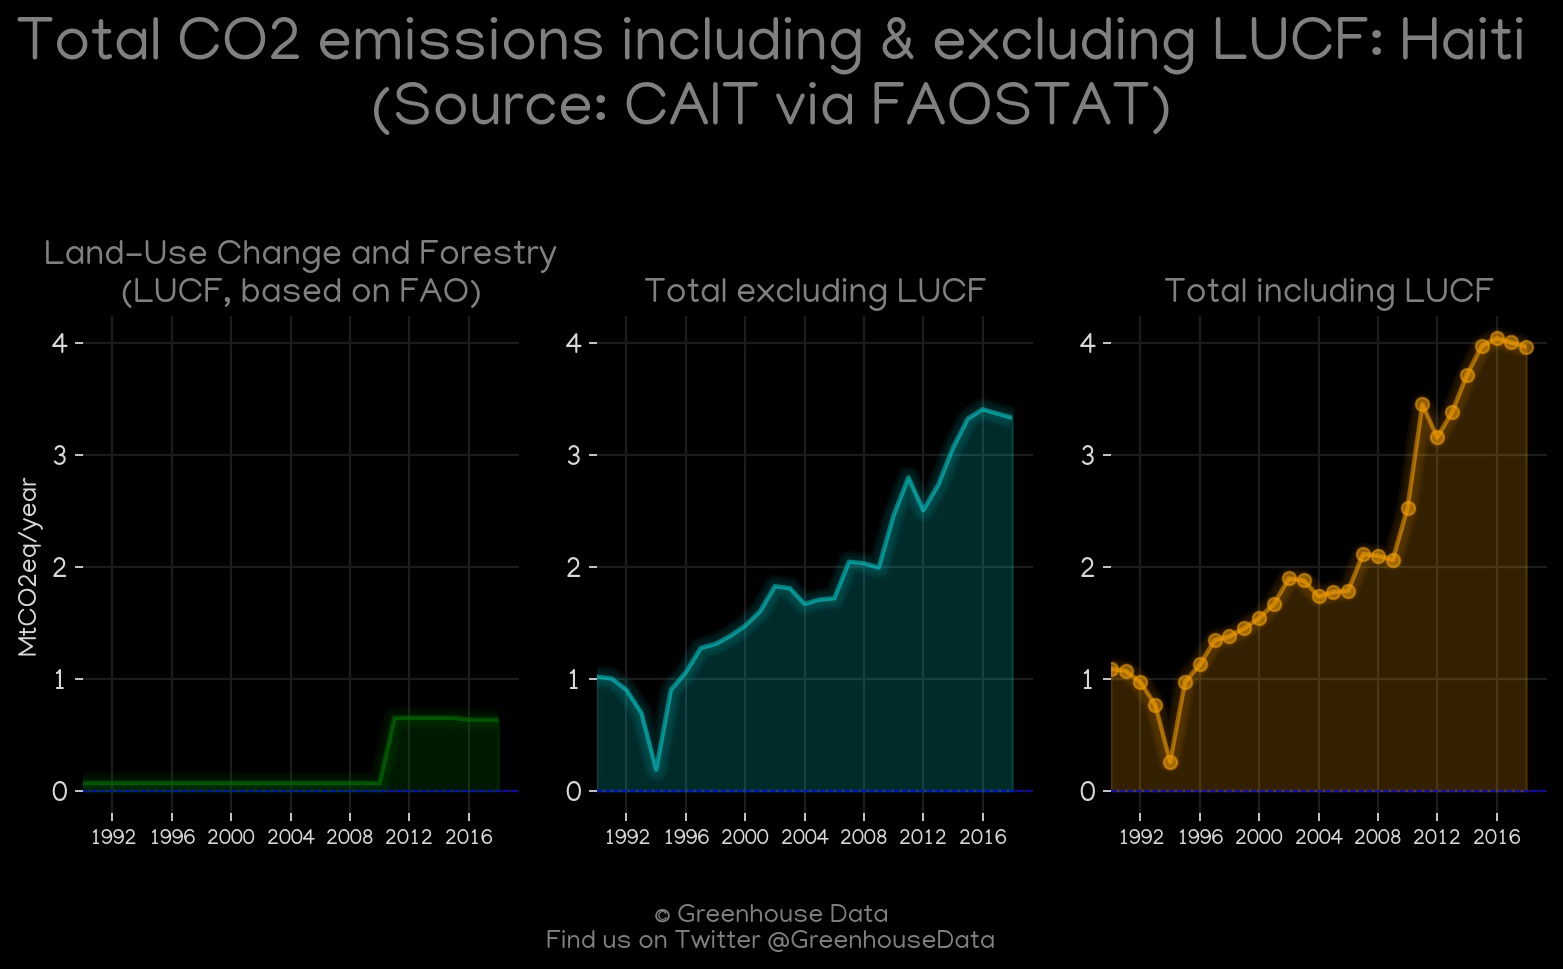 Total CO2 emissions including & excluding LUCF: Haiti
(Source: CAIT via FAOSTAT)
Land-Use Change and Forestry
(LUCF, based on FAO)
Total excluding LUCF
Total including LUCF
MtCO2eq/year
4
3
2
1
0
1992 1996 2000 2004 2008 2012 2016
4
3
2
1
0
1992 1996 2000 2004 2008 2012 2016
4
3
2
1
0
1992 1996 2000 2004 2008 2012 2016
© Greenhouse Data
Find us on Twitter @GreenhouseData